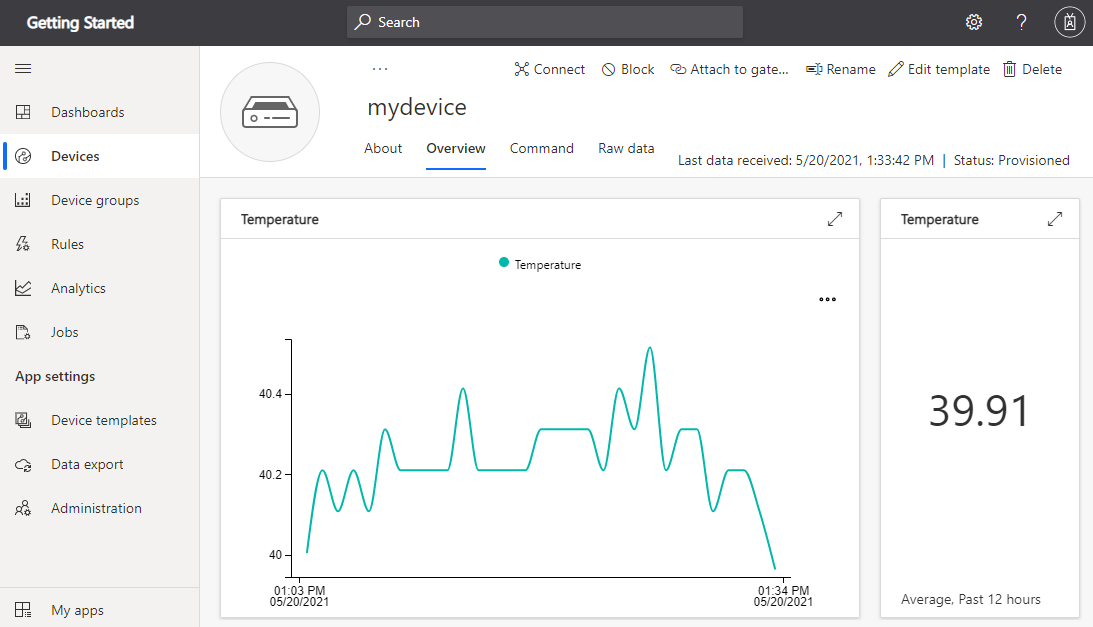 Getting Started
Search
?
Dashboards
Devices
Device groups
Rules
Analytics
Jobs
App settings
Device templates
Data export
Administration
My apps
...
Connect
Block
Attach to gate...
Rename
Edit template
Delete
mydevice
About
Overview
Command
Raw data
Last data received: 5/20/2021, 1:33:42 PM | Status: Provisioned
Temperature
Temperature
40.4
40.2
40
01:03 PM
05/20/2021
01:34 PM
05/20/2021
Temperature
39.91
Average, Past 12 hours